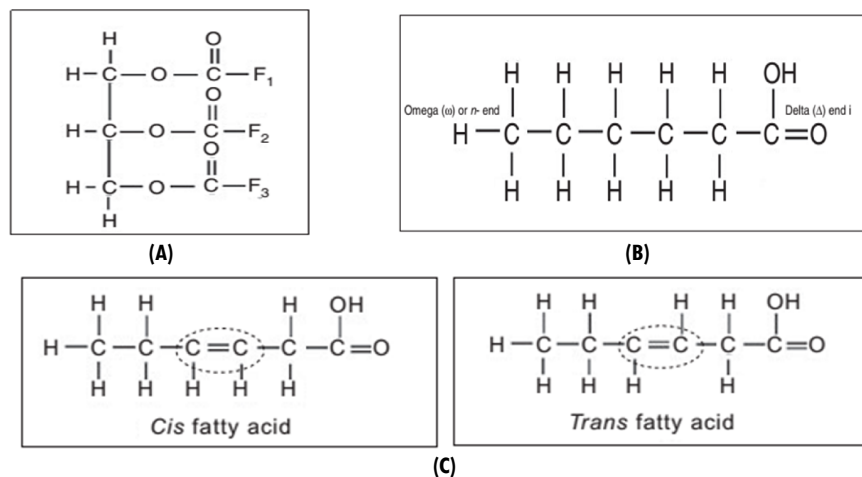 H O
H–C–O–C–F₁
O
H–C–O–C–F₂
O
H–C–O–C–F₃
H
(A)
H H H H H OH
Omega (ω) or n- end
Delta (Δ) end i
H–C–C–C–C–C–C=O
H H H H H
(B)
H H H OH
H–C–C–C=C–C–C=O
H H H H H
Cis fatty acid
H H H H OH
H–C–C–C=C–C–C=O
H H H H
Trans fatty acid
(C)